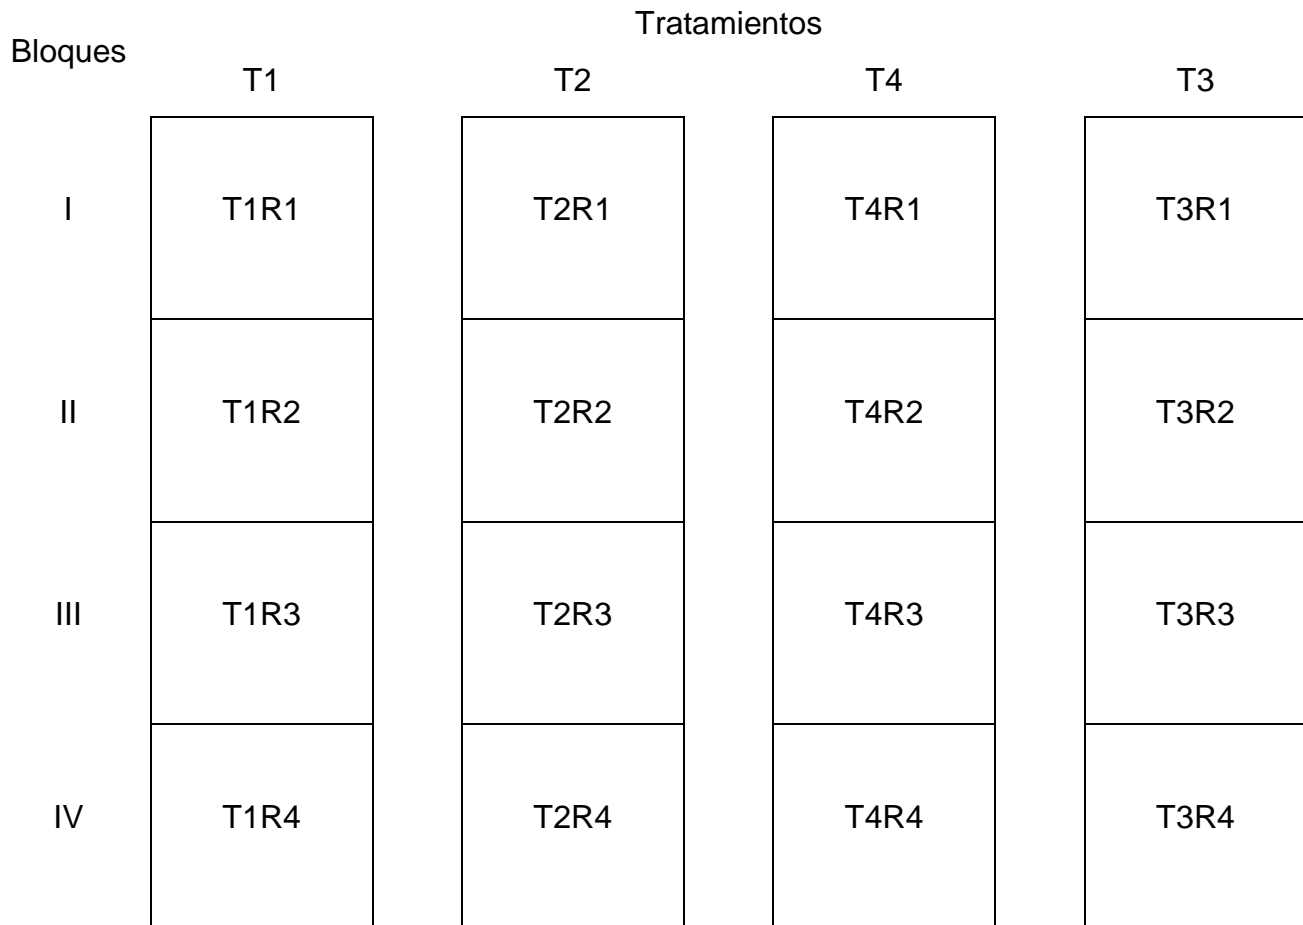 Tratamientos
Bloques
T1 T2 T4 T3
I T1R1 T2R1 T4R1 T3R1
II T1R2 T2R2 T4R2 T3R2
III T1R3 T2R3 T4R3 T3R3
IV T1R4 T2R4 T4R4 T3R4